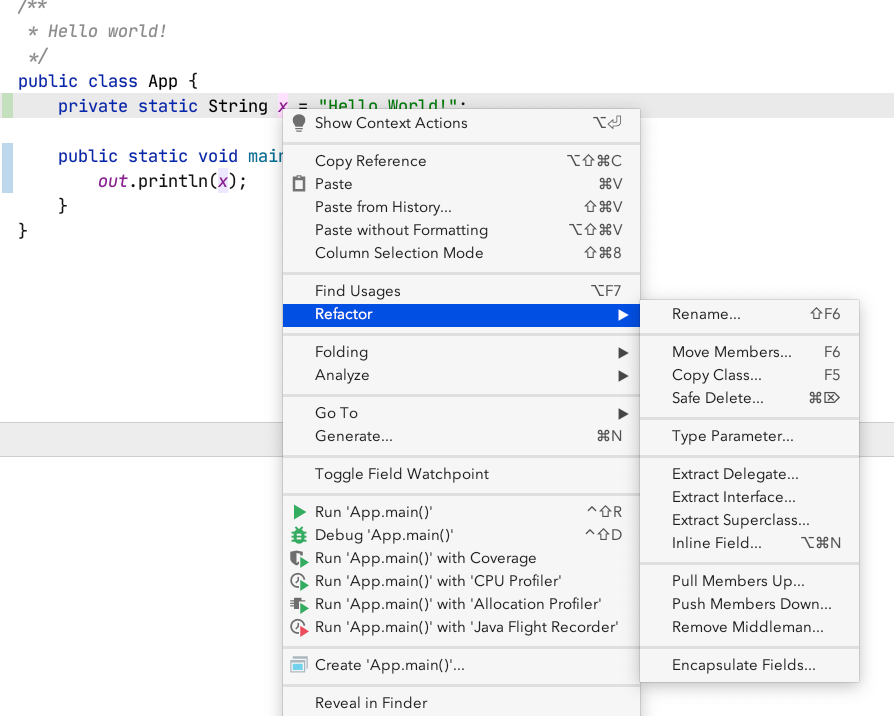 /**
* Hello world!
*/
public class App {
private static String x = "Hello World!";
public static void main
out.println(x);
}
}
Show Context Actions ⌥⏎
Copy Reference ⌥⇧⌘C
Paste ⌘V
Paste from History... ⇧⌘V
Paste without Formatting ⌥⇧⌘V
Column Selection Mode ⇧⌘8
Find Usages ⌥F7
Refactor
Folding
Analyze
Go To
Generate... ⌘N
Toggle Field Watchpoint
Run 'App.main()' ^⇧R
Debug 'App.main()' ^⇧D
Run 'App.main()' with Coverage
Run 'App.main()' with 'CPU Profiler'
Run 'App.main()' with 'Allocation Profiler'
Run 'App.main()' with 'Java Flight Recorder'
Create 'App.main()'...
Reveal in Finder
Rename... ⇧F6
Move Members... F6
Copy Class... F5
Safe Delete... ⌘⌦
Type Parameter...
Extract Delegate...
Extract Interface...
Extract Superclass...
Inline Field... ⌥⌘N
Pull Members Up...
Push Members Down...
Remove Middleman...
Encapsulate Fields...